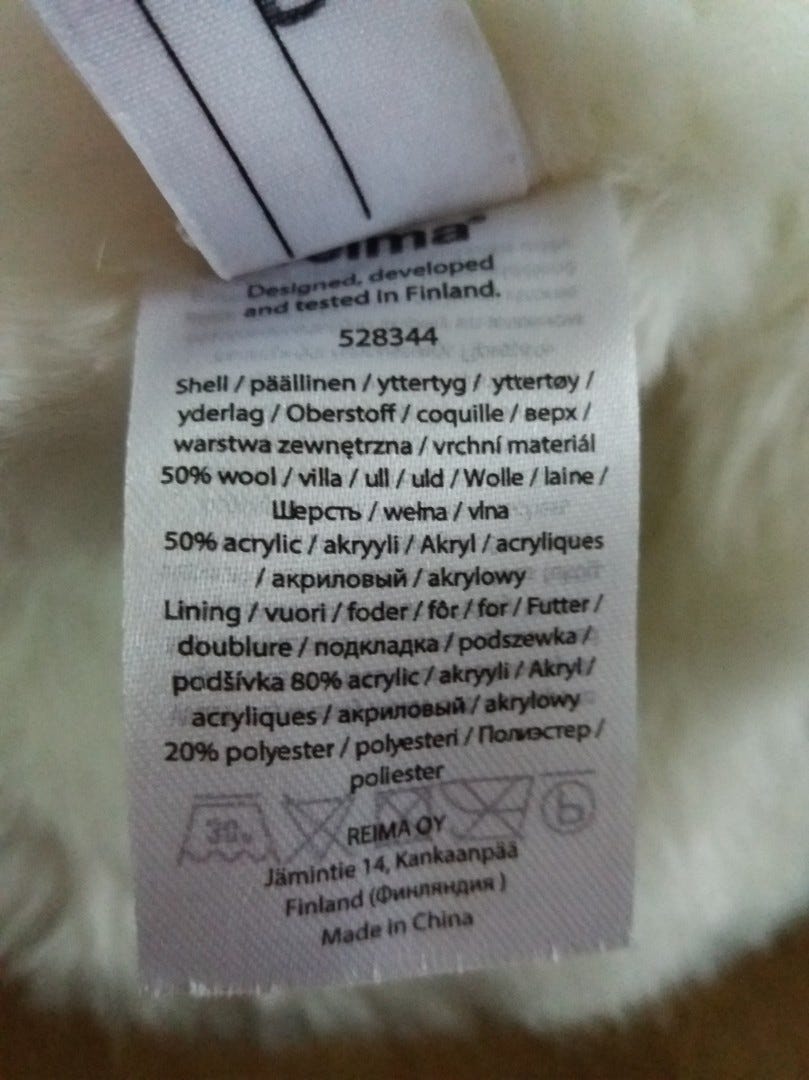 Designed, developed
and tested in Finland.
528344
Shell / päällinen / yttertyg / yttertøy /
yderlag / Oberstoff / coquille / верх /
warstwa zewnętrzna / vrchní materiál
50% wool / villa / ull / uld / Wolle / laine /
Шерсть / wełna / vlna
50% acrylic / akryyli / Akryl / acryliques
/ акриловый / akrylowy
Lining / vuori / foder / fôr / for / Futter /
doublure / подкладка / podszewka /
podšívka 80% acrylic / akryyli / Akryl /
acryliques / акриловый / akrylowy
20% polyester / polyesteri / Полиэстер /
poliester
REIMA OY
Jämintie 14, Kankaanpää
Finland (Финляндия )
Made in China